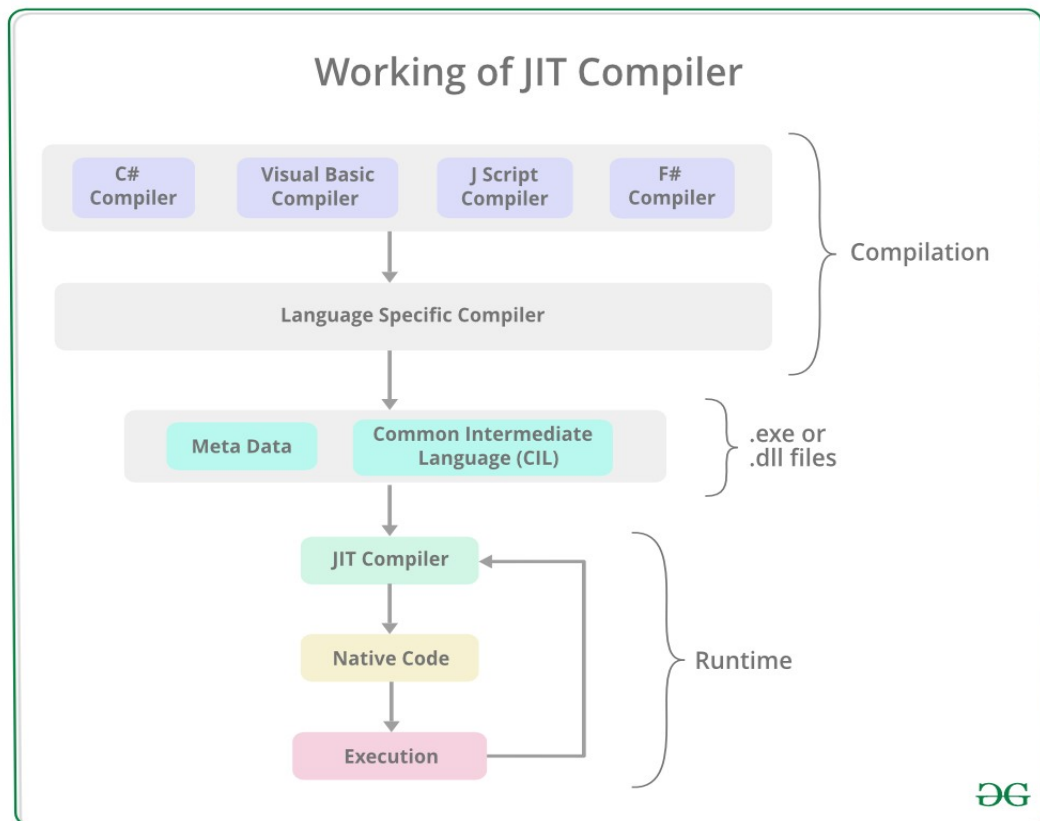 Working of JIT Compiler
C#
Compiler
Visual Basic
Compiler
J Script
Compiler
F#
Compiler
Compilation
Language Specific Compiler
Meta Data
Common Intermediate
Language (CIL)
.exe or
.dll files
JIT Compiler
Native Code
Runtime
Execution